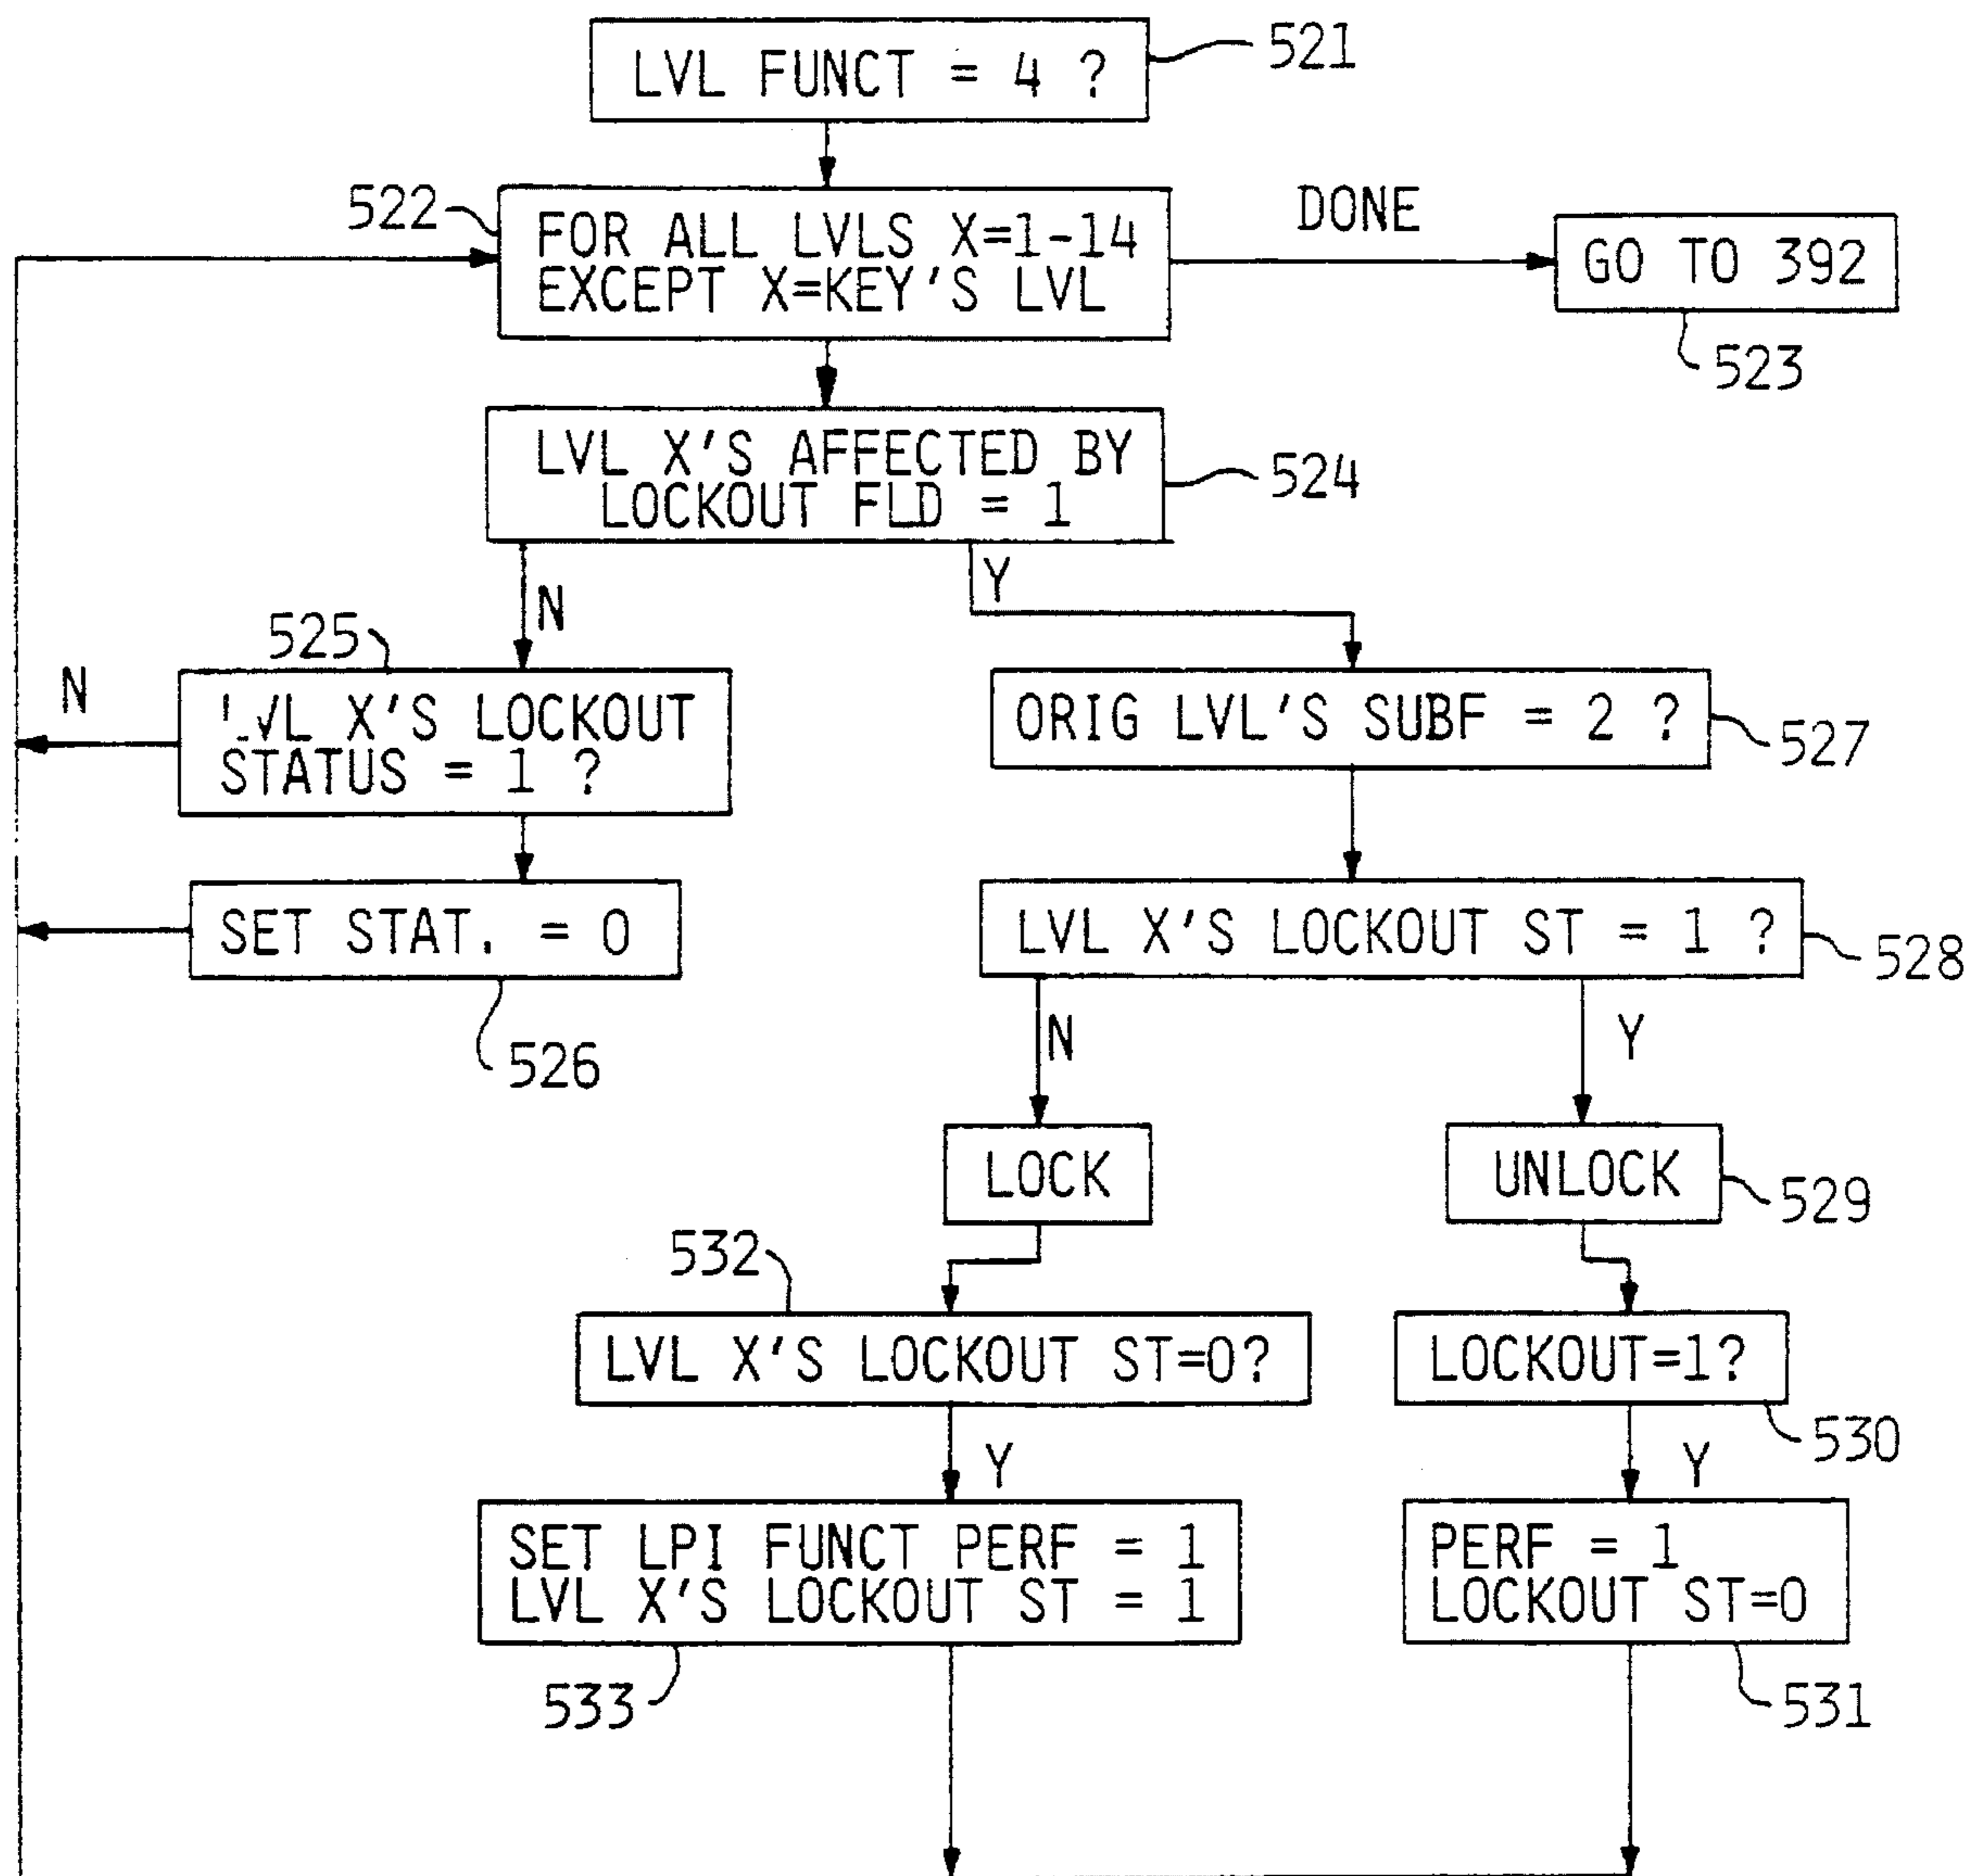 LVL FUNCT = 4 ?
521
522
FOR ALL LVLS X=1-14
EXCEPT X=KEY'S LVL
DONE
GO TO 392
523
LVL X'S AFFECTED BY
LOCKOUT FLD = 1
524
N
Y
525
N
LVL X'S LOCKOUT
STATUS = 1 ?
ORIG LVL'S SUBF = 2 ?
527
SET STAT. = 0
526
LVL X'S LOCKOUT ST = 1 ?
528
N
Y
LOCK
UNLOCK
529
532
LVL X'S LOCKOUT ST=0?
LOCKOUT=1?
530
Y
Y
SET LPI FUNCT PERF = 1
LVL X'S LOCKOUT ST = 1
533
PERF = 1
LOCKOUT ST=0
531